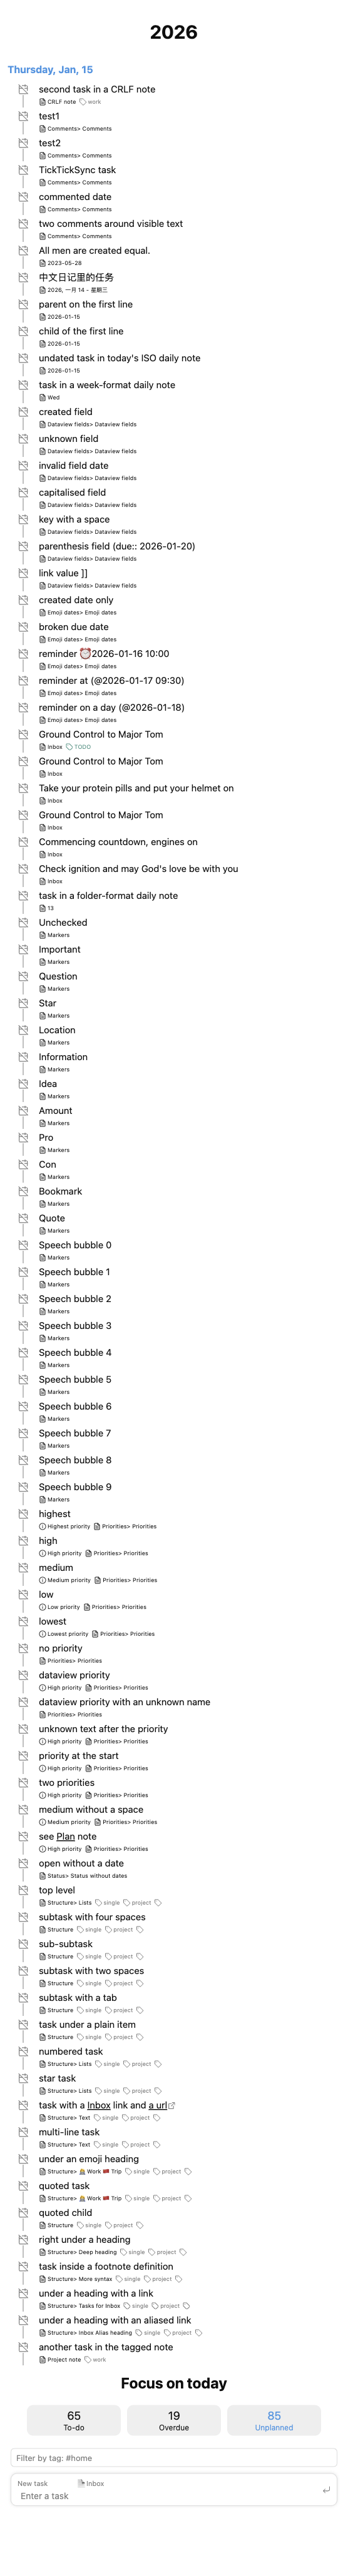 2026
Thursday, Jan, 15
second task in a CRLF note
CRLF note work
test1
Comments> Comments
test2
Comments> Comments
TickTickSync task
Comments> Comments
commented date
Comments> Comments
two comments around visible text
Comments> Comments
All men are created equal.
2023-05-28
中文日记里的任务
2026, 一月 14 - 星期三
parent on the first line
2026-01-15
child of the first line
2026-01-15
undated task in today's ISO daily note
2026-01-15
task in a week-format daily note
Wed
created field
Dataview fields> Dataview fields
unknown field
Dataview fields> Dataview fields
invalid field date
Dataview fields> Dataview fields
capitalised field
Dataview fields> Dataview fields
key with a space
Dataview fields> Dataview fields
parenthesis field (due:: 2026-01-20)
Dataview fields> Dataview fields
link value ]]
Dataview fields> Dataview fields
created date only
Emoji dates> Emoji dates
broken due date
Emoji dates> Emoji dates
reminder ⏰2026-01-16 10:00
Emoji dates> Emoji dates
reminder at (@2026-01-17 09:30)
Emoji dates> Emoji dates
reminder on a day (@2026-01-18)
Emoji dates> Emoji dates
Ground Control to Major Tom
Inbox TODO
Ground Control to Major Tom
Inbox
Take your protein pills and put your helmet on
Inbox
Ground Control to Major Tom
Inbox
Commencing countdown, engines on
Inbox
Check ignition and may God's love be with you
Inbox
task in a folder-format daily note
13
Unchecked
Markers
Important
Markers
Question
Markers
Star
Markers
Location
Markers
Information
Markers
Idea
Markers
Amount
Markers
Pro
Markers
Con
Markers
Bookmark
Markers
Quote
Markers
Speech bubble 0
Markers
Speech bubble 1
Markers
Speech bubble 2
Markers
Speech bubble 3
Markers
Speech bubble 4
Markers
Speech bubble 5
Markers
Speech bubble 6
Markers
Speech bubble 7
Markers
Speech bubble 8
Markers
Speech bubble 9
Markers
highest
Highest priority Priorities> Priorities
high
High priority Priorities> Priorities
medium
Medium priority Priorities> Priorities
low
Low priority Priorities> Priorities
lowest
Lowest priority Priorities> Priorities
no priority
Priorities> Priorities
dataview priority
High priority Priorities> Priorities
dataview priority with an unknown name
Priorities> Priorities
unknown text after the priority
High priority Priorities> Priorities
priority at the start
High priority Priorities> Priorities
two priorities
High priority Priorities> Priorities
medium without a space
Medium priority Priorities> Priorities
see Plan note
High priority Priorities> Priorities
open without a date
Status> Status without dates
top level
Structure> Lists single project
subtask with four spaces
Structure single project
sub-subtask
Structure single project
subtask with two spaces
Structure single project
subtask with a tab
Structure single project
task under a plain item
Structure single project
numbered task
Structure> Lists single project
star task
Structure> Lists single project
task with a Inbox link and a url
Structure> Text single project
multi-line task
Structure> Text single project
under an emoji heading
Structure> Work Trip single project
quoted task
Structure> Work Trip single project
quoted child
Structure single project
right under a heading
Structure> Deep heading single project
task inside a footnote definition
Structure> More syntax single project
under a heading with a link
Structure> Tasks for Inbox single project
under a heading with an aliased link
Structure> Inbox Alias heading single project
another task in the tagged note
Project note work
Focus on today
65 19 85
To-do Overdue Unplanned
Filter by tag: #home
New task Inbox
Enter a task